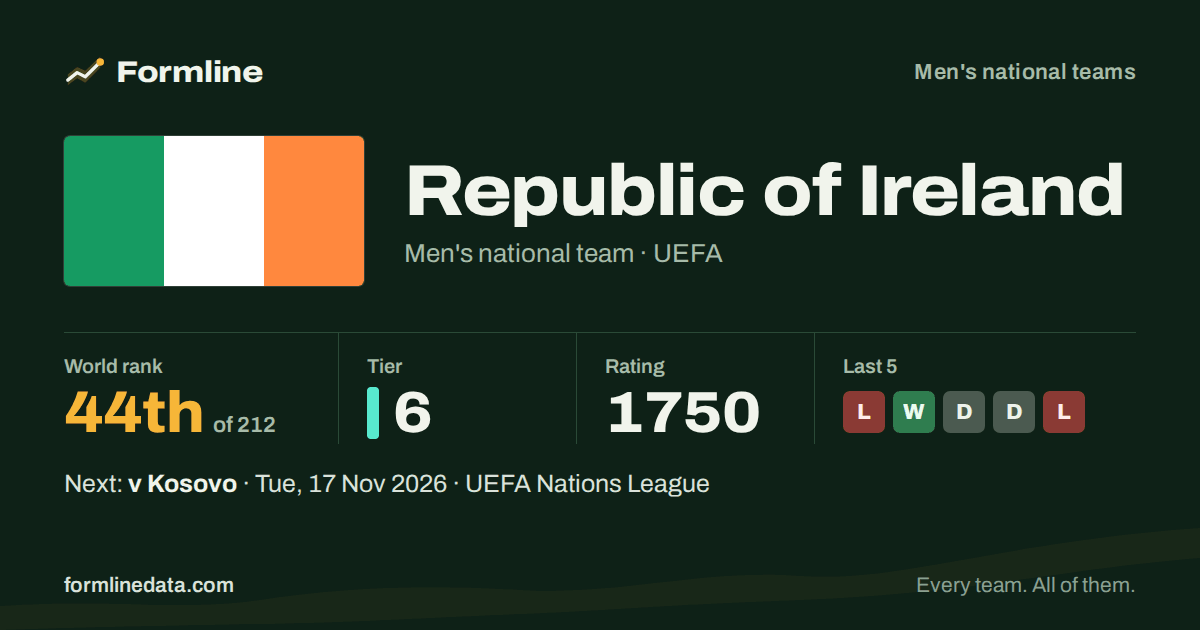 Formline
Men's national teams
Republic of Ireland
Men's national team · UEFA
World rank
44th of 212
Tier
6
Rating
1750
Last 5
L W D D L
Next: v Kosovo · Tue, 17 Nov 2026 · UEFA Nations League
formlinedata.com
Every team. All of them.